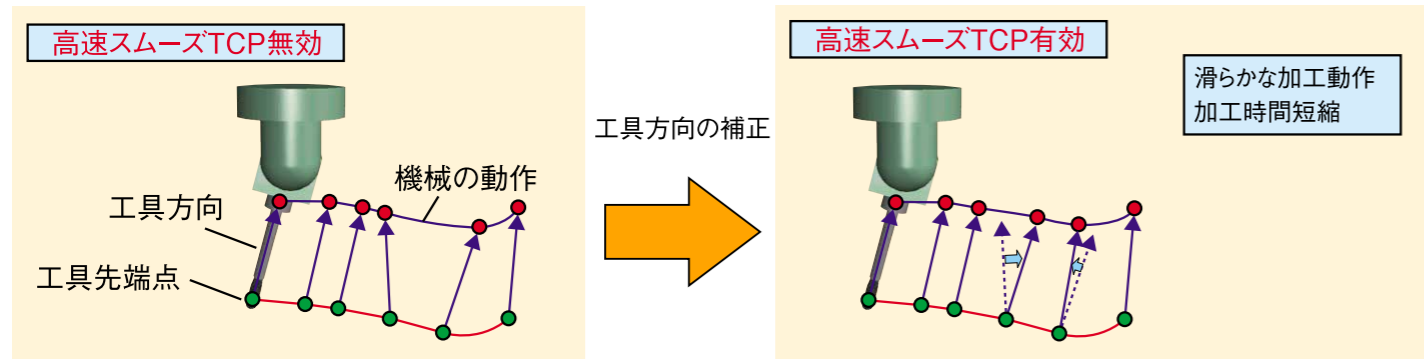 高速スムーズTCP無効
機械の動作
工具方向
工具先端点
工具方向の補正
高速スムーズTCP有効
滑らかな加工動作
加工時間短縮